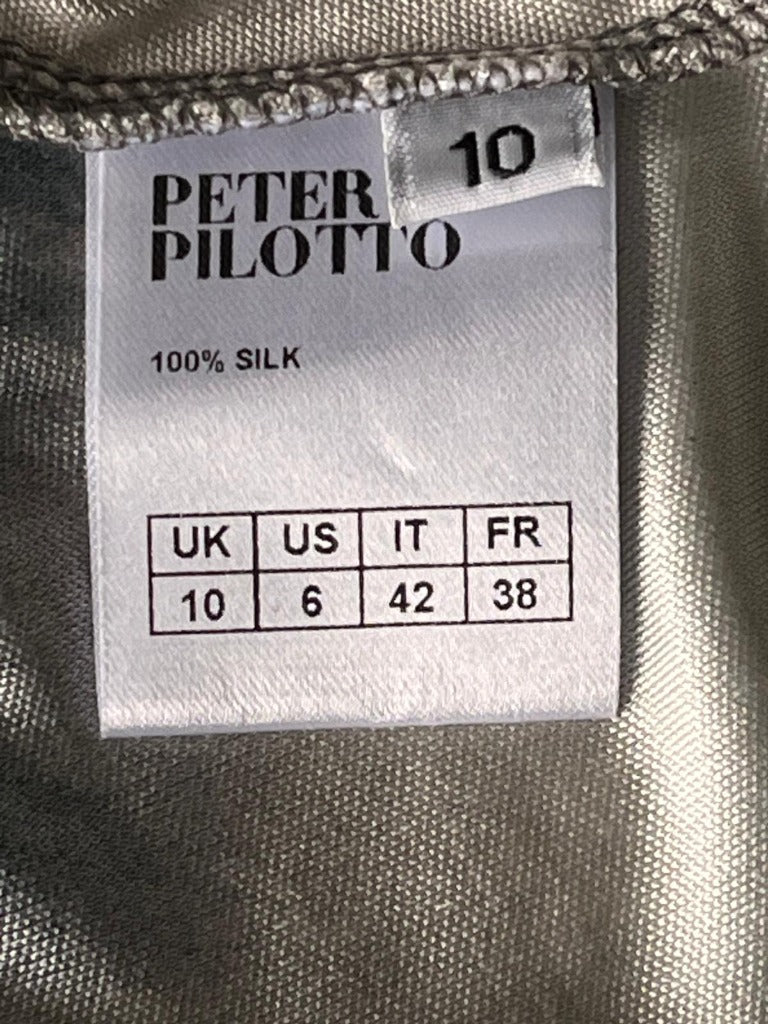 10
PETER
PILOTTO
100% SILK
UK US IT FR
10 6 42 38